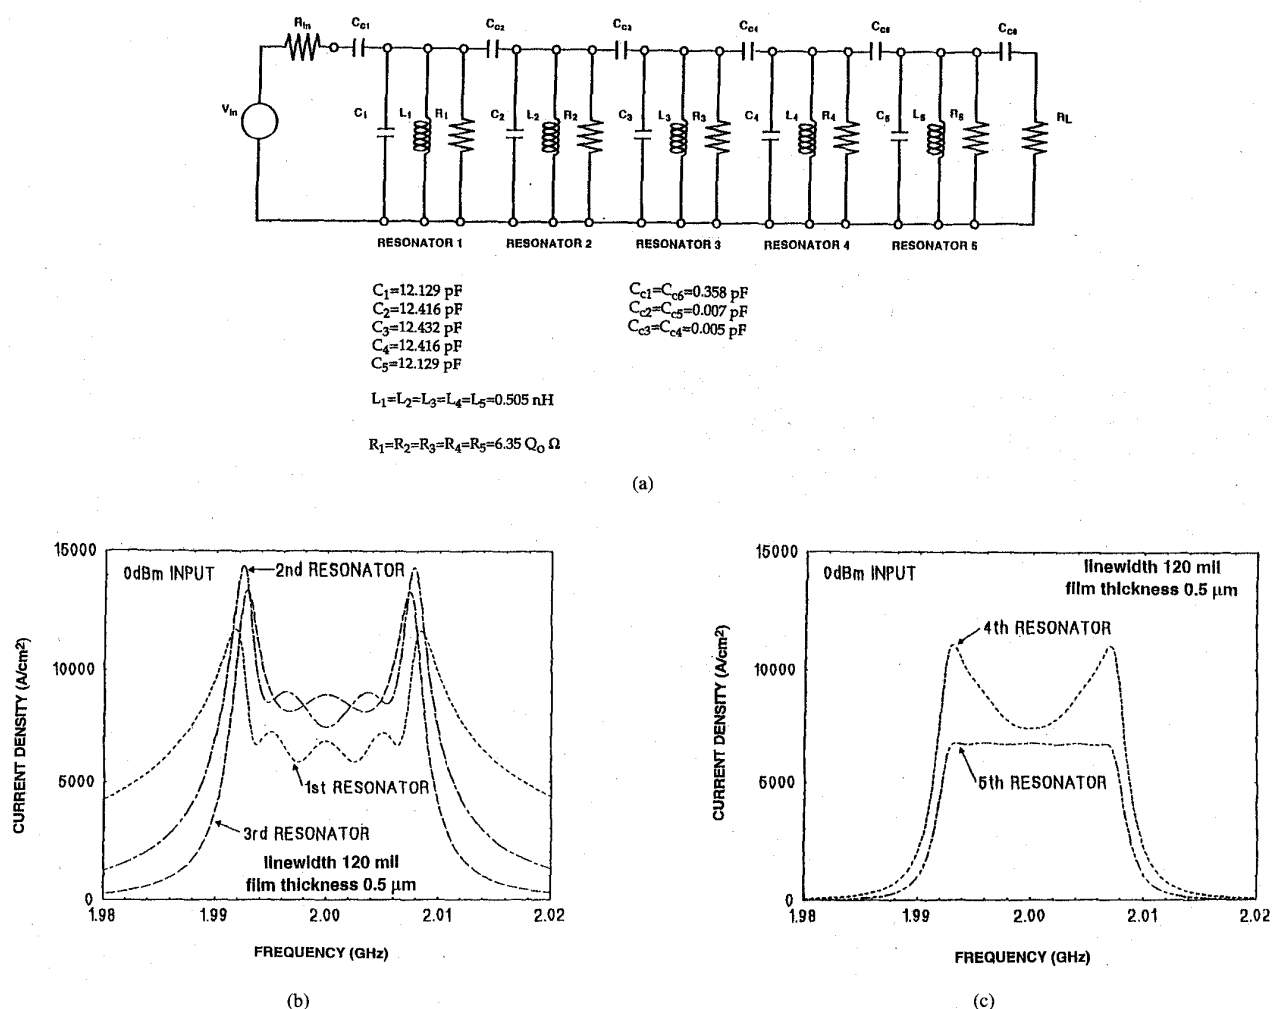 Rin Cc1 Cc2 Cc3 Cc4 Cc5 Cc6
Vin C1 L1 R1 C2 L2 R2 C3 L3 R3 C4 L4 R4 C5 L5 R5 RL
RESONATOR 1 RESONATOR 2 RESONATOR 3 RESONATOR 4 RESONATOR 5
C1=12.129 pF
C2=12.416 pF
C3=12.432 pF
C4=12.416 pF
C5=12.129 pF
Cc1=Cc6=0.358 pF
Cc2=Cc5=0.007 pF
Cc3=Cc4=0.005 pF
L1=L2=L3=L4=L5=0.505 nH
R1=R2=R3=R4=R5=6.35 Qo Ω
(a)
CURRENT DENSITY (A/cm²)
15000
10000
5000
0
0dBm INPUT
2nd RESONATOR
1st RESONATOR
3rd RESONATOR
linewidth 120 mil
film thickness 0.5 μm
1.98 1.99 2.00 2.01 2.02
FREQUENCY (GHz)
(b)
CURRENT DENSITY (A/cm²)
15000
10000
5000
0
0dBm INPUT
linewidth 120 mil
film thickness 0.5 μm
4th RESONATOR
5th RESONATOR
1.98 1.99 2.00 2.01 2.02
FREQUENCY (GHz)
(c)